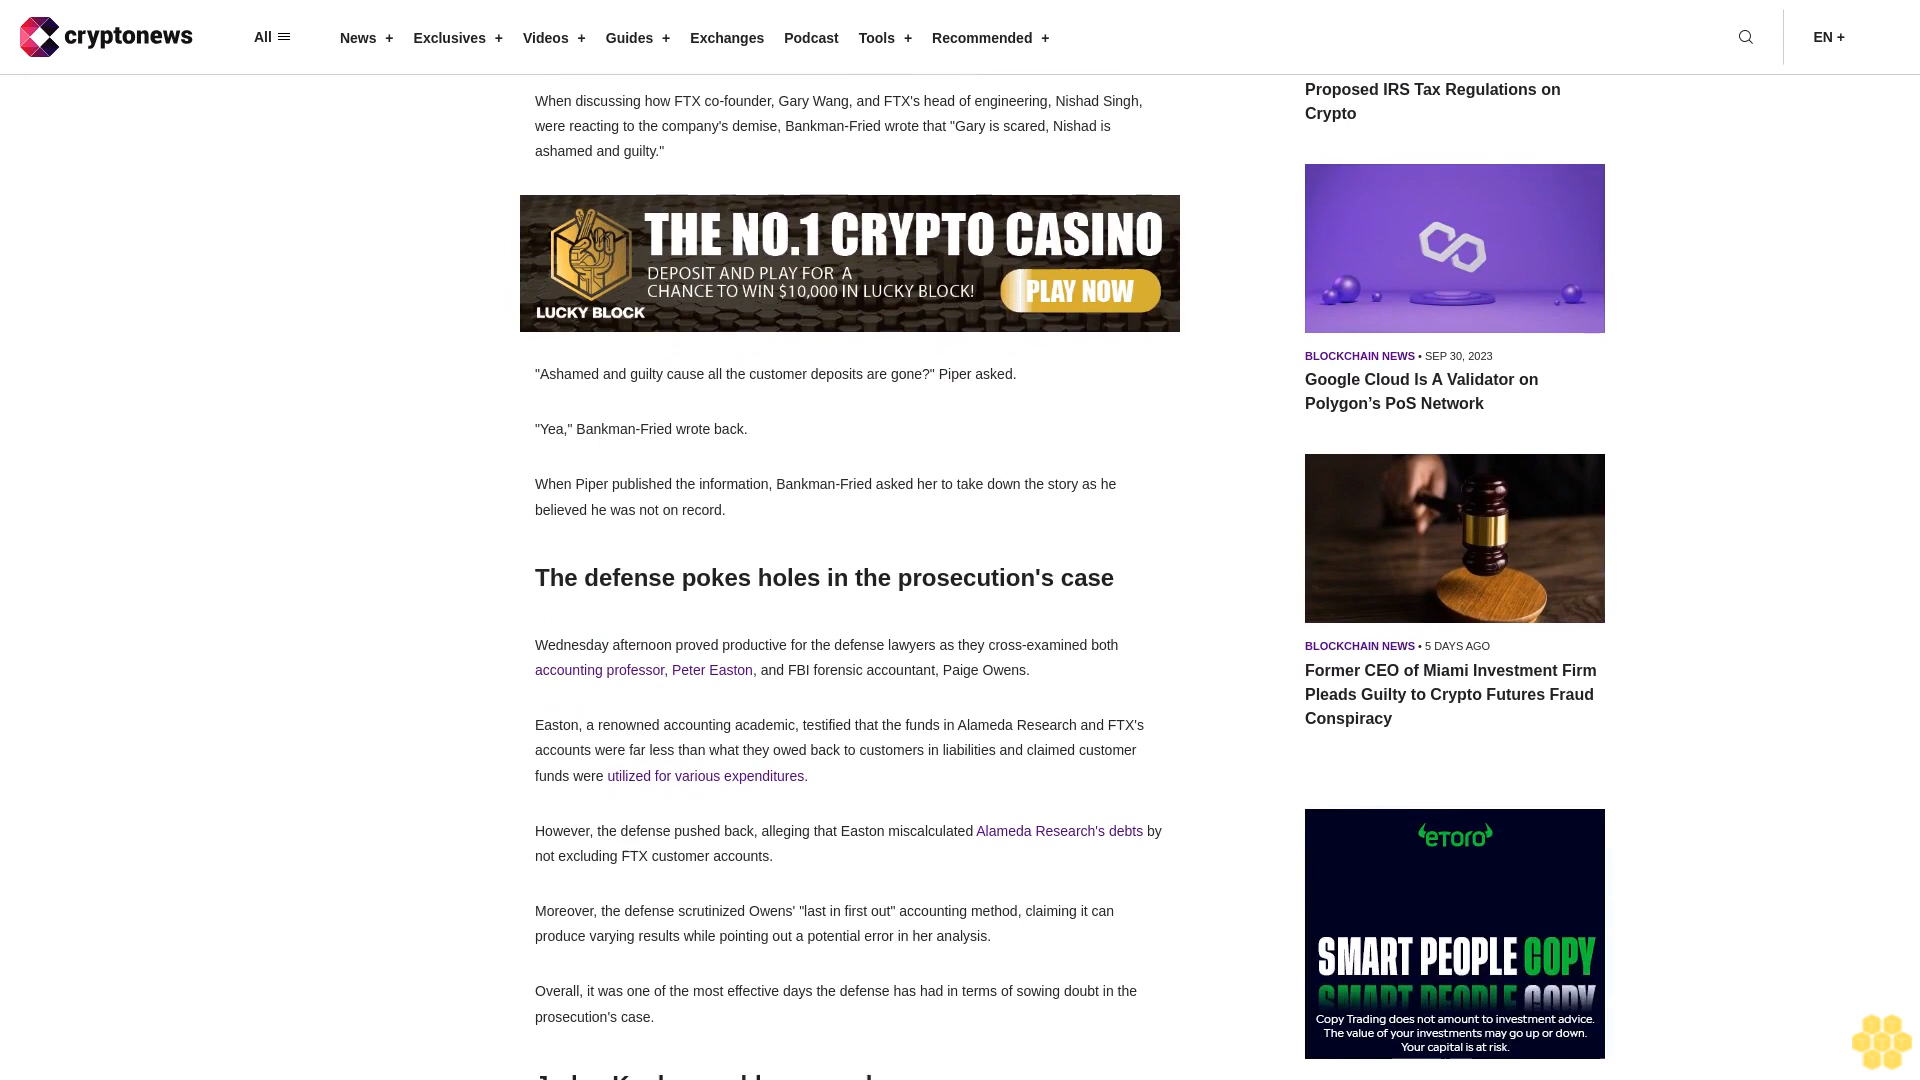 cryptonews
All
News +
Exclusives +
Videos +
Guides +
Exchanges
Podcast
Tools +
Recommended +
EN +
When discussing how FTX co-founder, Gary Wang, and FTX's head of engineering, Nishad Singh,
were reacting to the company's demise, Bankman-Fried wrote that "Gary is scared, Nishad is
ashamed and guilty."
THE NO.1 CRYPTO CASINO
DEPOSIT AND PLAY FOR A
CHANCE TO WIN $10,000 IN LUCKY BLOCK!
PLAY NOW
LUCKY BLOCK
"Ashamed and guilty cause all the customer deposits are gone?" Piper asked.
"Yea," Bankman-Fried wrote back.
When Piper published the information, Bankman-Fried asked her to take down the story as he
believed he was not on record.
The defense pokes holes in the prosecution's case
Wednesday afternoon proved productive for the defense lawyers as they cross-examined both
accounting professor, Peter Easton, and FBI forensic accountant, Paige Owens.
Easton, a renowned accounting academic, testified that the funds in Alameda Research and FTX's
accounts were far less than what they owed back to customers in liabilities and claimed customer
funds were utilized for various expenditures.
However, the defense pushed back, alleging that Easton miscalculated Alameda Research's debts by
not excluding FTX customer accounts.
Moreover, the defense scrutinized Owens' "last in first out" accounting method, claiming it can
produce varying results while pointing out a potential error in her analysis.
Overall, it was one of the most effective days the defense has had in terms of sowing doubt in the
prosecution's case.
Proposed IRS Tax Regulations on
Crypto
BLOCKCHAIN NEWS • SEP 30, 2023
Google Cloud Is A Validator on
Polygon’s PoS Network
BLOCKCHAIN NEWS • 5 DAYS AGO
Former CEO of Miami Investment Firm
Pleads Guilty to Crypto Futures Fraud
Conspiracy
eToro
SMART PEOPLE COPY
SMART PEOPLE COPY
Copy Trading does not amount to investment advice.
The value of your investments may go up or down.
Your capital is at risk.